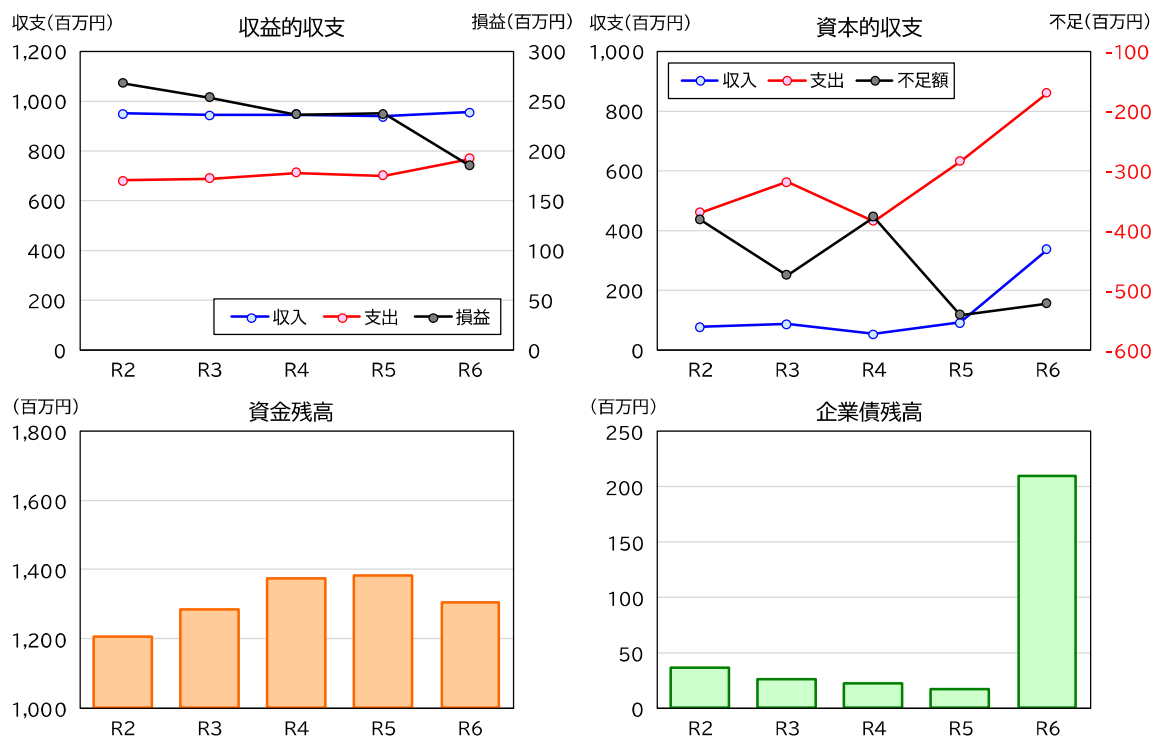 収支(百万円) 収益的収支 損益(百万円)
1,200 300
1,000 250
800 200
600 150
400 100
200 50
0 0
収入 支出 損益
R2 R3 R4 R5 R6
収支(百万円) 資本的収支 不足(百万円)
1,000 -100
800 -200
600 -300
400 -400
200 -500
0 -600
収入 支出 不足額
R2 R3 R4 R5 R6
(百万円) 資金残高
1,800
1,600
1,400
1,200
1,000
R2 R3 R4 R5 R6
(百万円) 企業債残高
250
200
150
100
50
0
R2 R3 R4 R5 R6